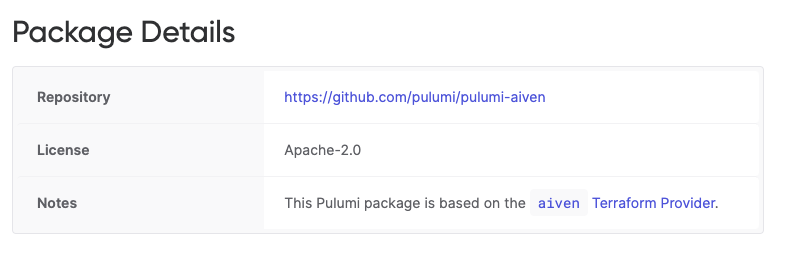 Package Details
Repository https://github.com/pulumi/pulumi-aiven
License Apache-2.0
Notes This Pulumi package is based on the aiven Terraform Provider.